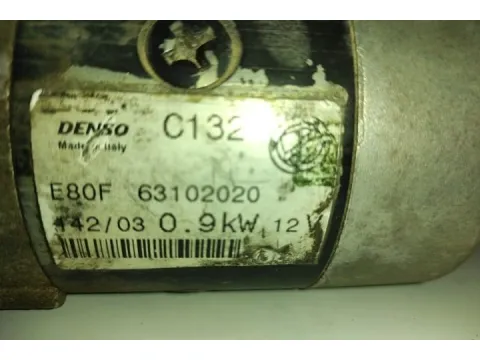 DENSO C132
Made in Italy
E80F 63102020
442/03 0.9kW 12V